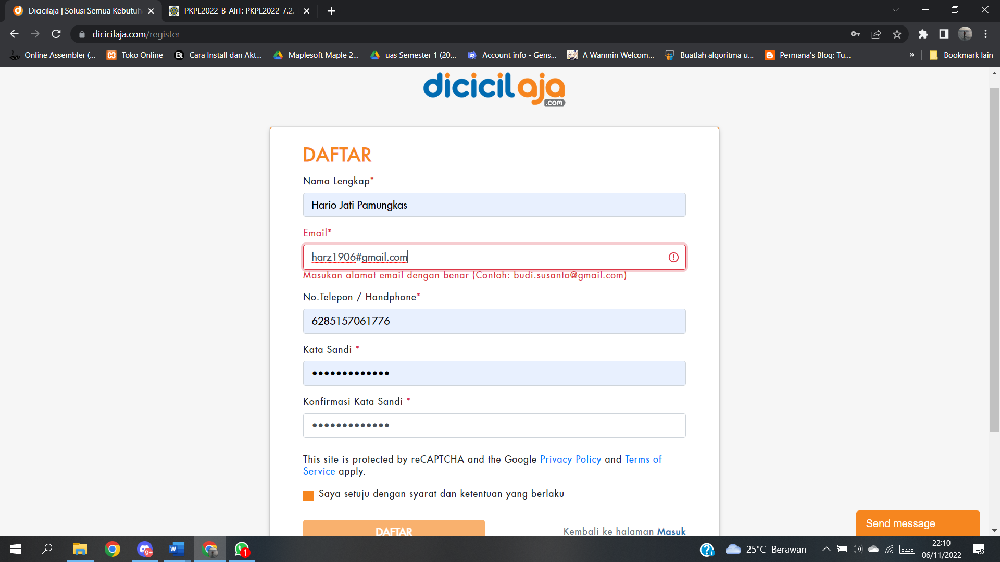 Dicicilaja | Solusi Semua Kebutuh
PKPL2022-B-AliT: PKPL2022-7.2.
dicicilaja.com/register
Online Assembler (...
Toko Online
Cara Install dan Akt...
Maplesoft Maple 2...
uas Semester 1 (20...
Account info - Gens...
A Wanmin Welcom...
Buatlah algoritma u...
Permana's Blog: Tu...
»
Bookmark lain
dicicilaja
.com
DAFTAR
Nama Lengkap*
Hario Jati Pamungkas
Email*
harz1906#gmail.com
Masukan alamat email dengan benar (Contoh: budi.susanto@gmail.com)
No.Telepon / Handphone*
6285157061776
Kata Sandi *
•••••••••••••
Konfirmasi Kata Sandi *
•••••••••••••
This site is protected by reCAPTCHA and the Google Privacy Policy and Terms of
Service apply.
Saya setuju dengan syarat dan ketentuan yang berlaku
DAFTAR
Kembali ke halaman Masuk
Send message
9+
1
25°C Berawan
22:10
06/11/2022